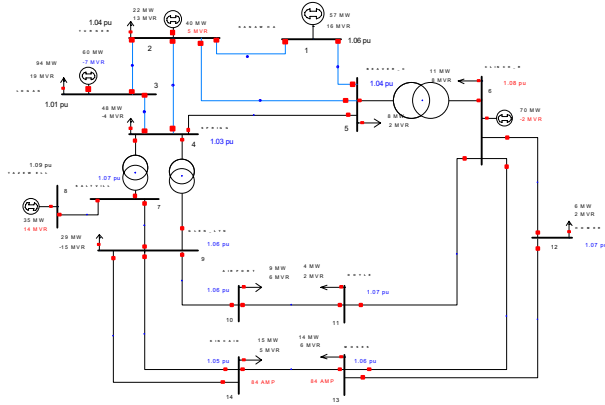 22 MW
13 MVR
1.04 pu
40 MW
5 MVR
57 MW
16 MVR
1
1.06 pu
2
94 MW
60 MW
-7 MVR
19 MVR
3
1.01 pu
1.04 pu
11 MW
8 MVR
6
1.08 pu
70 MW
-2 MVR
48 MW
-4 MVR
4
1.03 pu
5
8 MW
2 MVR
1.09 pu
8
1.07 pu
7
35 MW
14 MVR
29 MW
-15 MVR
9
1.06 pu
6 MW
2 MVR
12
1.07 pu
9 MW
6 MVR
1.06 pu
10
4 MW
2 MVR
1.07 pu
11
15 MW
5 MVR
1.05 pu
14
84 AMP
14 MW
6 MVR
1.06 pu
84 AMP
13